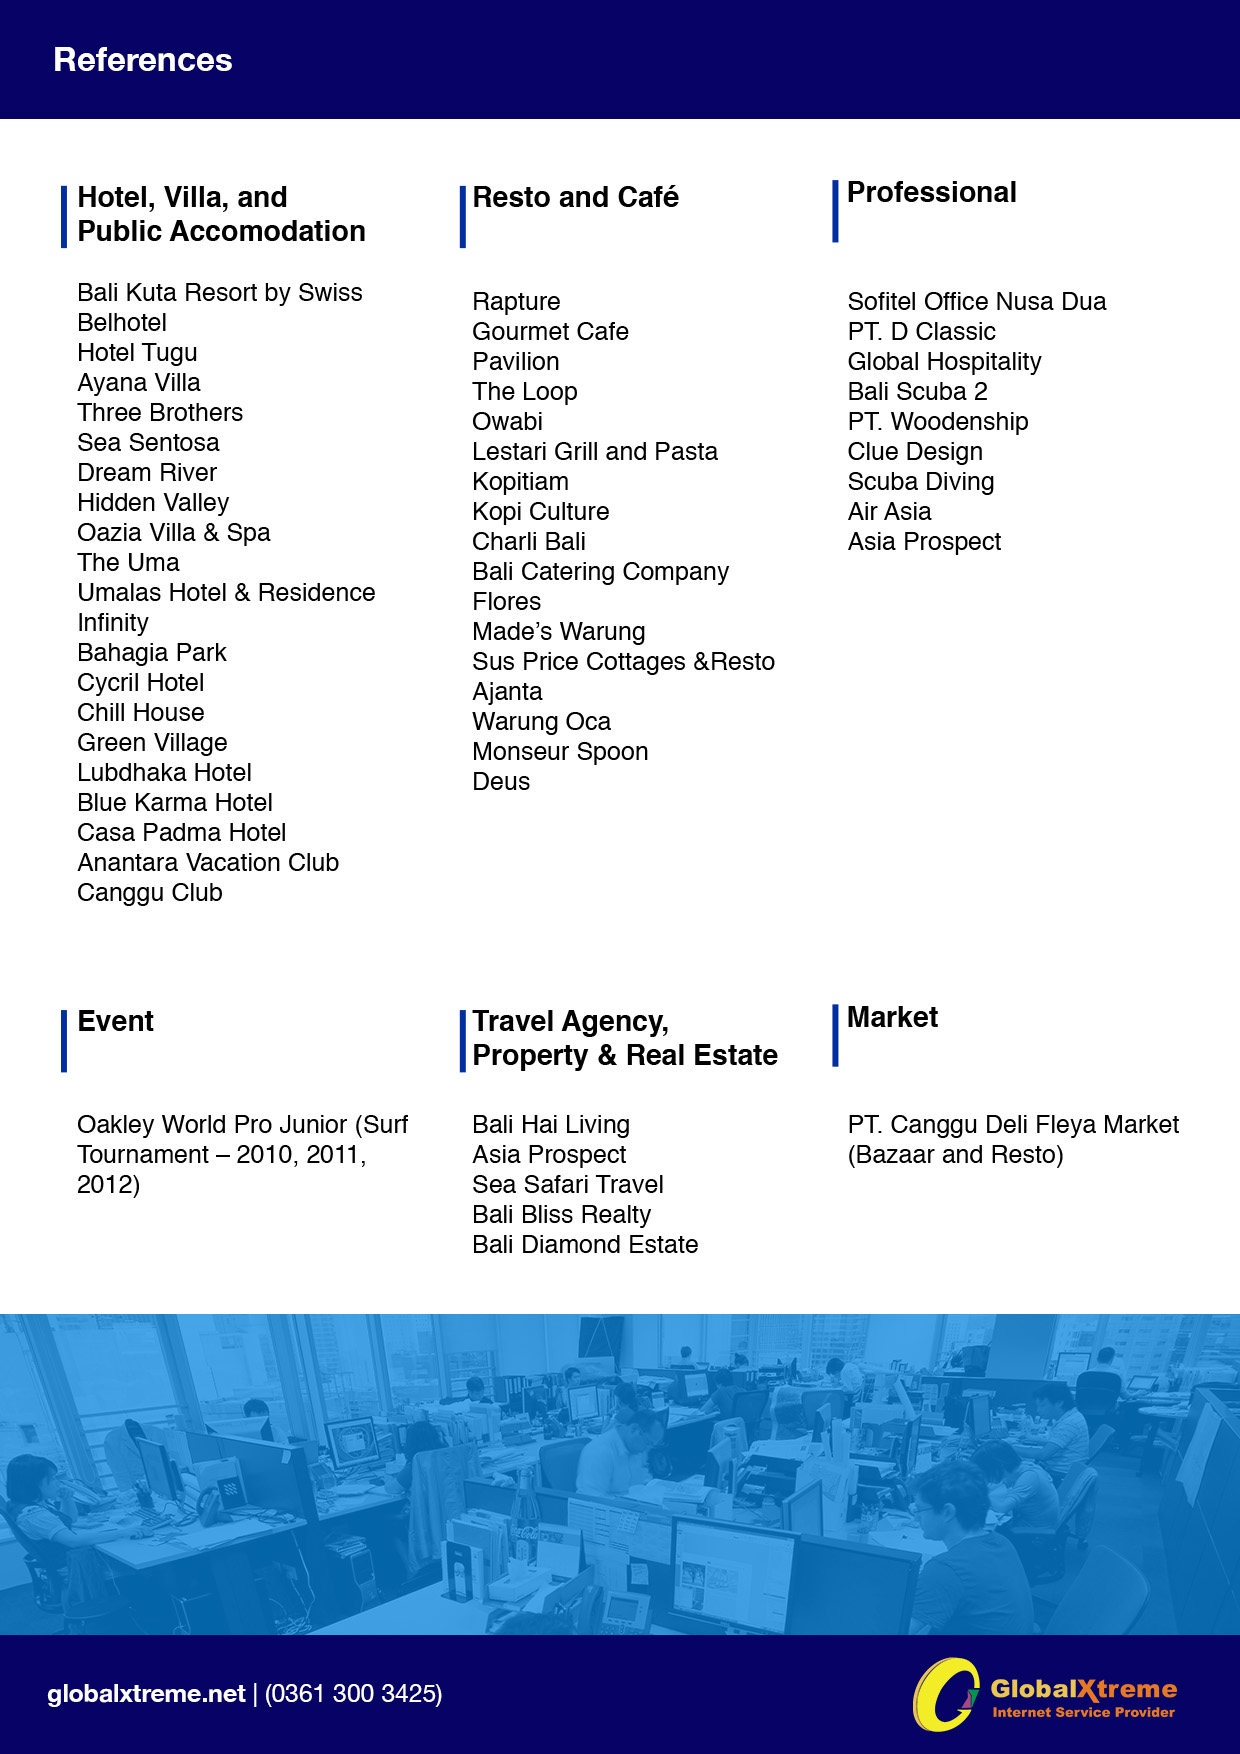 References
Hotel, Villa, and
Public Accomodation
Bali Kuta Resort by Swiss
Belhotel
Hotel Tugu
Ayana Villa
Three Brothers
Sea Sentosa
Dream River
Hidden Valley
Oazia Villa & Spa
The Uma
Umalas Hotel & Residence
Infinity
Bahagia Park
Cycril Hotel
Chill House
Green Village
Lubdhaka Hotel
Blue Karma Hotel
Casa Padma Hotel
Anantara Vacation Club
Canggu Club
Resto and Café
Rapture
Gourmet Cafe
Pavilion
The Loop
Owabi
Lestari Grill and Pasta
Kopitiam
Kopi Culture
Charli Bali
Bali Catering Company
Flores
Made’s Warung
Sus Price Cottages &Resto
Ajanta
Warung Oca
Monseur Spoon
Deus
Professional
Sofitel Office Nusa Dua
PT. D Classic
Global Hospitality
Bali Scuba 2
PT. Woodenship
Clue Design
Scuba Diving
Air Asia
Asia Prospect
Event
Oakley World Pro Junior (Surf
Tournament – 2010, 2011,
2012)
Travel Agency,
Property & Real Estate
Bali Hai Living
Asia Prospect
Sea Safari Travel
Bali Bliss Realty
Bali Diamond Estate
Market
PT. Canggu Deli Fleya Market
(Bazaar and Resto)
Coca-Cola
globalxtreme.net | (0361 300 3425)
GlobalXtreme
Internet Service Provider